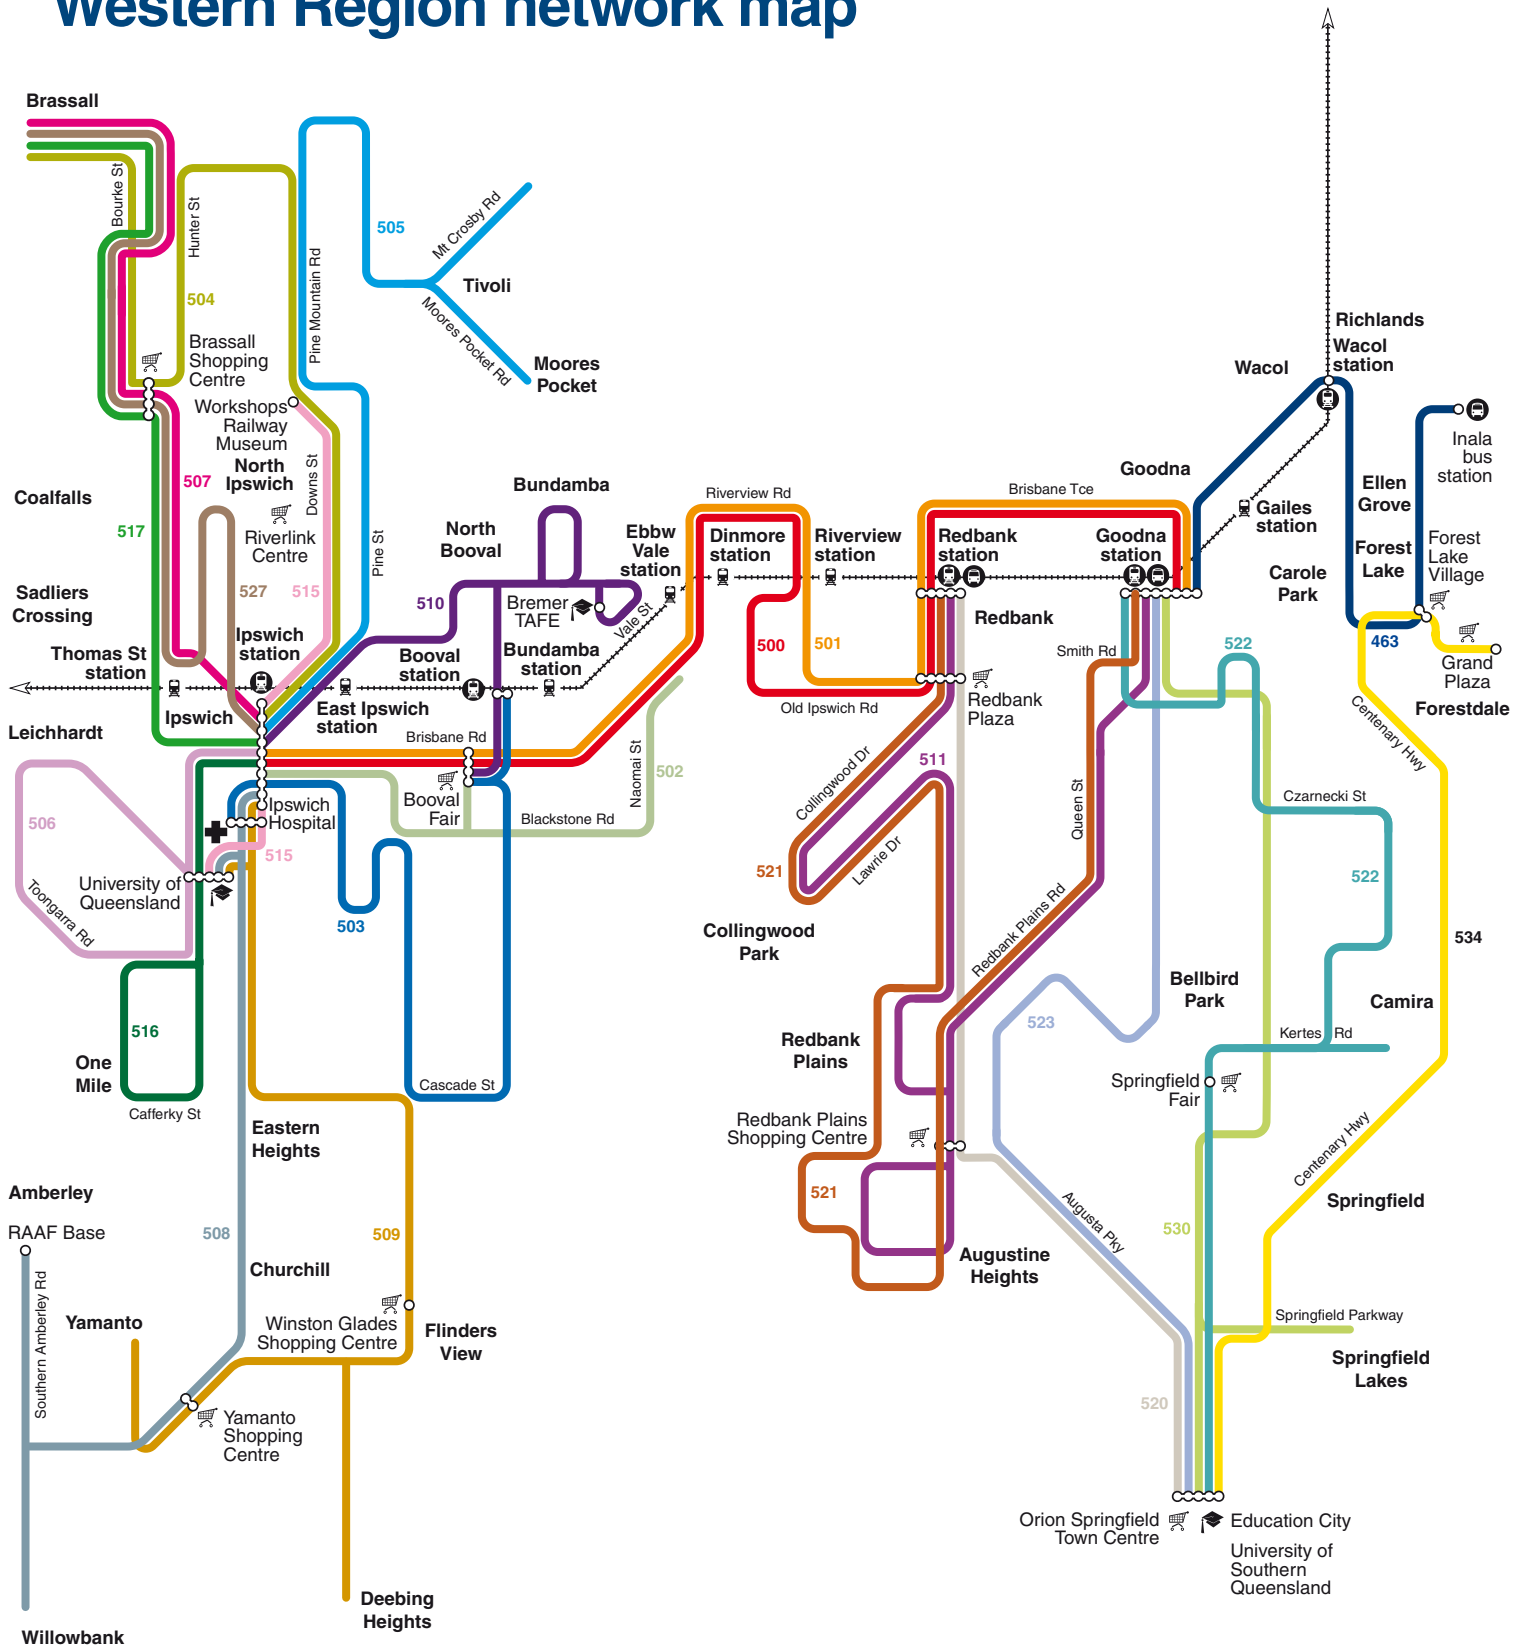 Western Region network map
Brassall
Bourke St
Hunter St
504
Pine Mountain Rd
505
Mt Crosby Rd
Tivoli
Moores Pocket Rd
Moores
Pocket
Brassall
Shopping
Centre
Workshops
Railway
Museum
North
Ipswich
Downs St
Pine St
Riverlink
Centre
Coalfalls
507
517
527
515
Sadliers
Crossing
Thomas St
station
Ipswich
station
Ipswich
East Ipswich
station
Leichhardt
Bundamba
North
Booval
510
Bremer
TAFE
Vale St
Booval
station
Bundamba
station
Ebbw
Vale
station
Riverview Rd
Dinmore
station
Riverview
station
500
501
Old Ipswich Rd
Brisbane Rd
Booval
Fair
Blackstone Rd
Naomai St
502
Brisbane Tce
Redbank
station
Redbank
Redbank
Plaza
Goodna
Goodna
station
Wacol
Richlands
Wacol
station
Gailes
station
Inala
bus
station
Ellen
Grove
Forest
Lake
Forest
Lake
Village
Carole
Park
463
Grand
Plaza
Forestdale
Centenary Hwy
Smith Rd
522
Czarnecki St
522
534
Camira
Kertes Rd
Bellbird
Park
Springfield
Fair
Queen St
Redbank Plains Rd
Collingwood Dr
511
Lawrie Dr
521
Collingwood
Park
523
Redbank
Plains
Redbank Plains
Shopping Centre
521
Augustine
Heights
Augusta Pky
530
Centenary Hwy
Springfield
Springfield Parkway
Springfield
Lakes
520
Orion Springfield
Town Centre
Education City
University of
Southern
Queensland
Ipswich
Hospital
515
506
University of
Queensland
Toongarra Rd
503
516
One
Mile
Cafferky St
Cascade St
Eastern
Heights
Amberley
RAAF Base
Southern Amberley Rd
508
509
Churchill
Yamanto
Winston Glades
Shopping Centre
Flinders
View
Yamanto
Shopping
Centre
Deebing
Heights
Willowbank